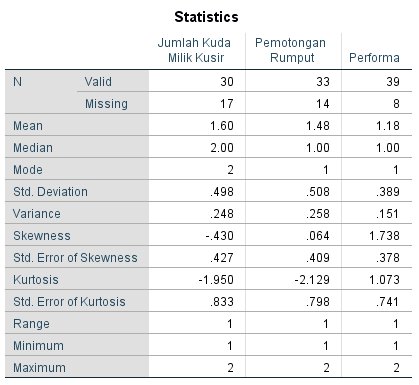 Statistics
Jumlah Kuda Milik Kusir Pemotongan Rumput Performa
N Valid 30 33 39
Missing 17 14 8
Mean 1.60 1.48 1.18
Median 2.00 1.00 1.00
Mode 2 1 1
Std. Deviation .498 .508 .389
Variance .248 .258 .151
Skewness -.430 .064 1.738
Std. Error of Skewness .427 .409 .378
Kurtosis -1.950 -2.129 1.073
Std. Error of Kurtosis .833 .798 .741
Range 1 1 1
Minimum 1 1 1
Maximum 2 2 2